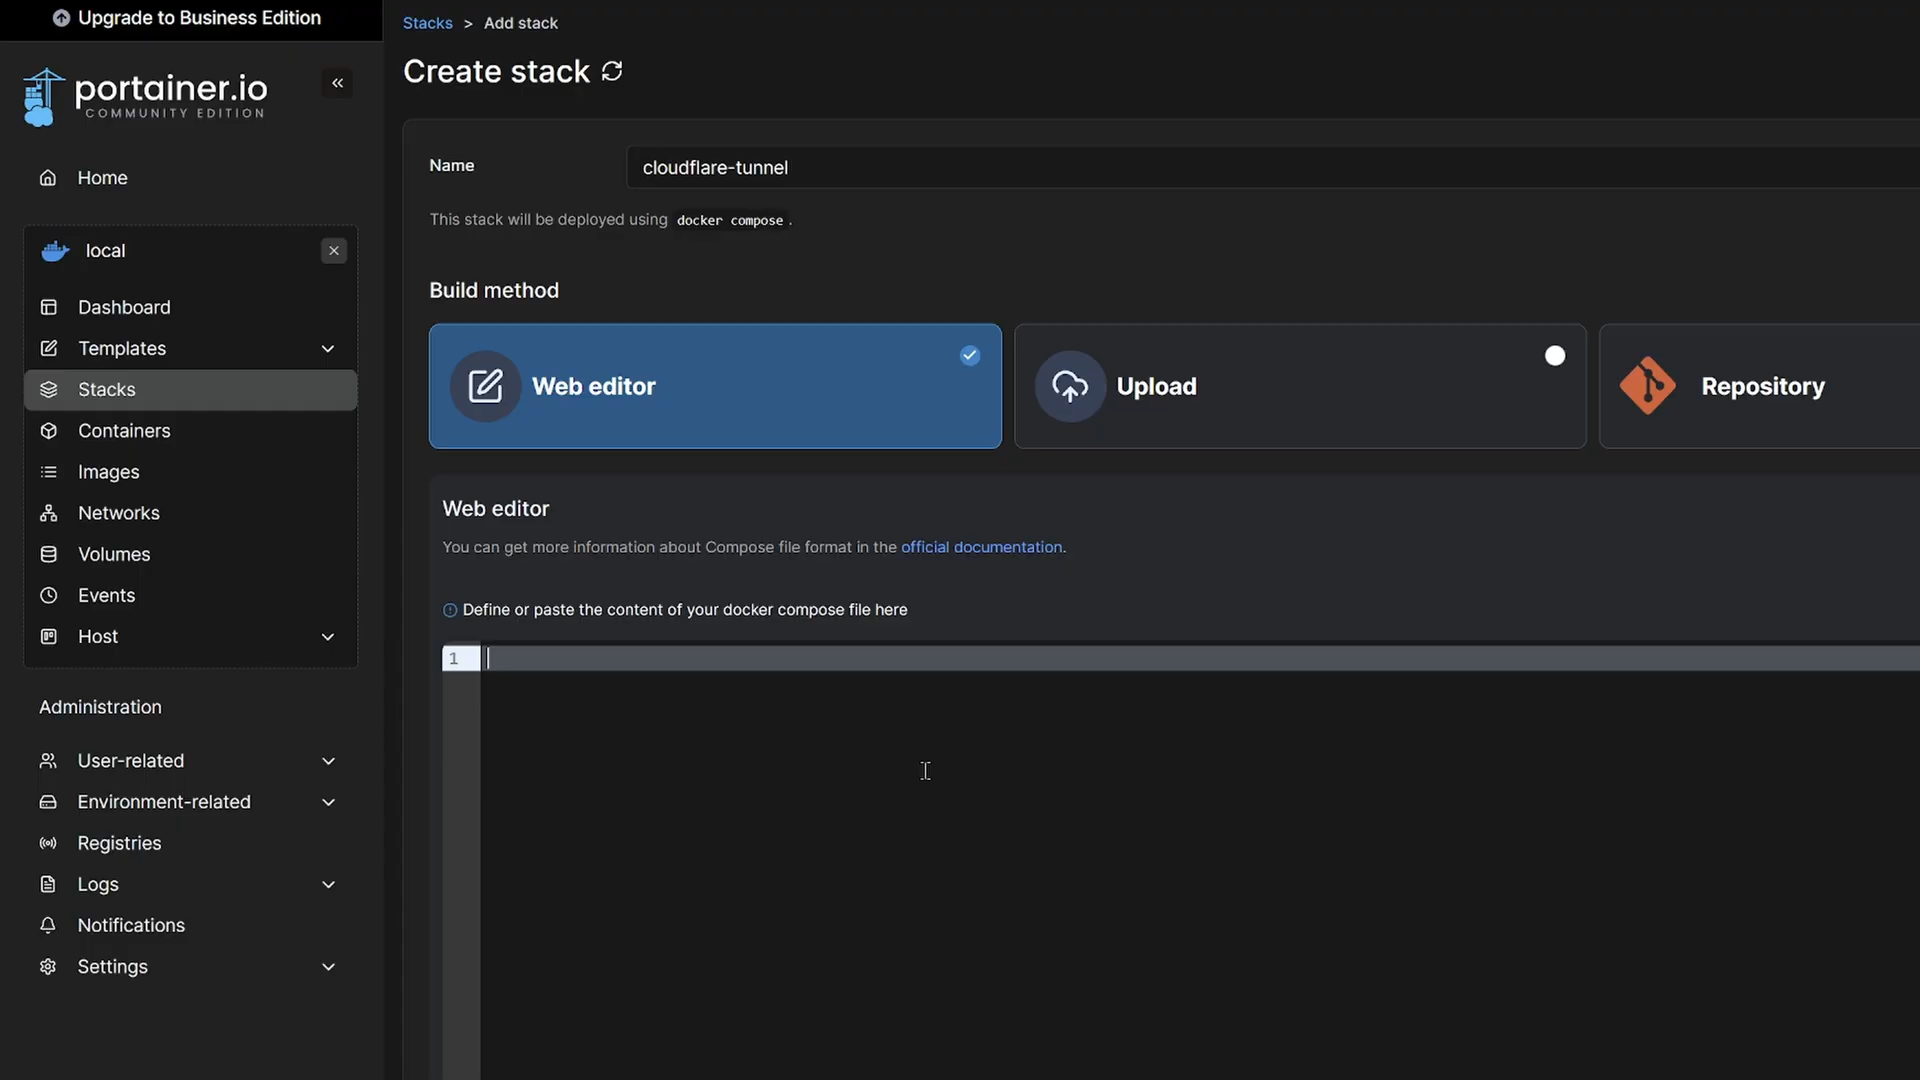 Upgrade to Business Edition
portainer.io
COMMUNITY EDITION
Home
local
Dashboard
Templates
Stacks
Containers
Images
Networks
Volumes
Events
Host
Administration
User-related
Environment-related
Registries
Logs
Notifications
Settings
Stacks > Add stack
Create stack
Name cloudflare-tunnel
This stack will be deployed using docker compose .
Build method
Web editor
Upload
Repository
Web editor
You can get more information about Compose file format in the official documentation.
Define or paste the content of your docker compose file here
1